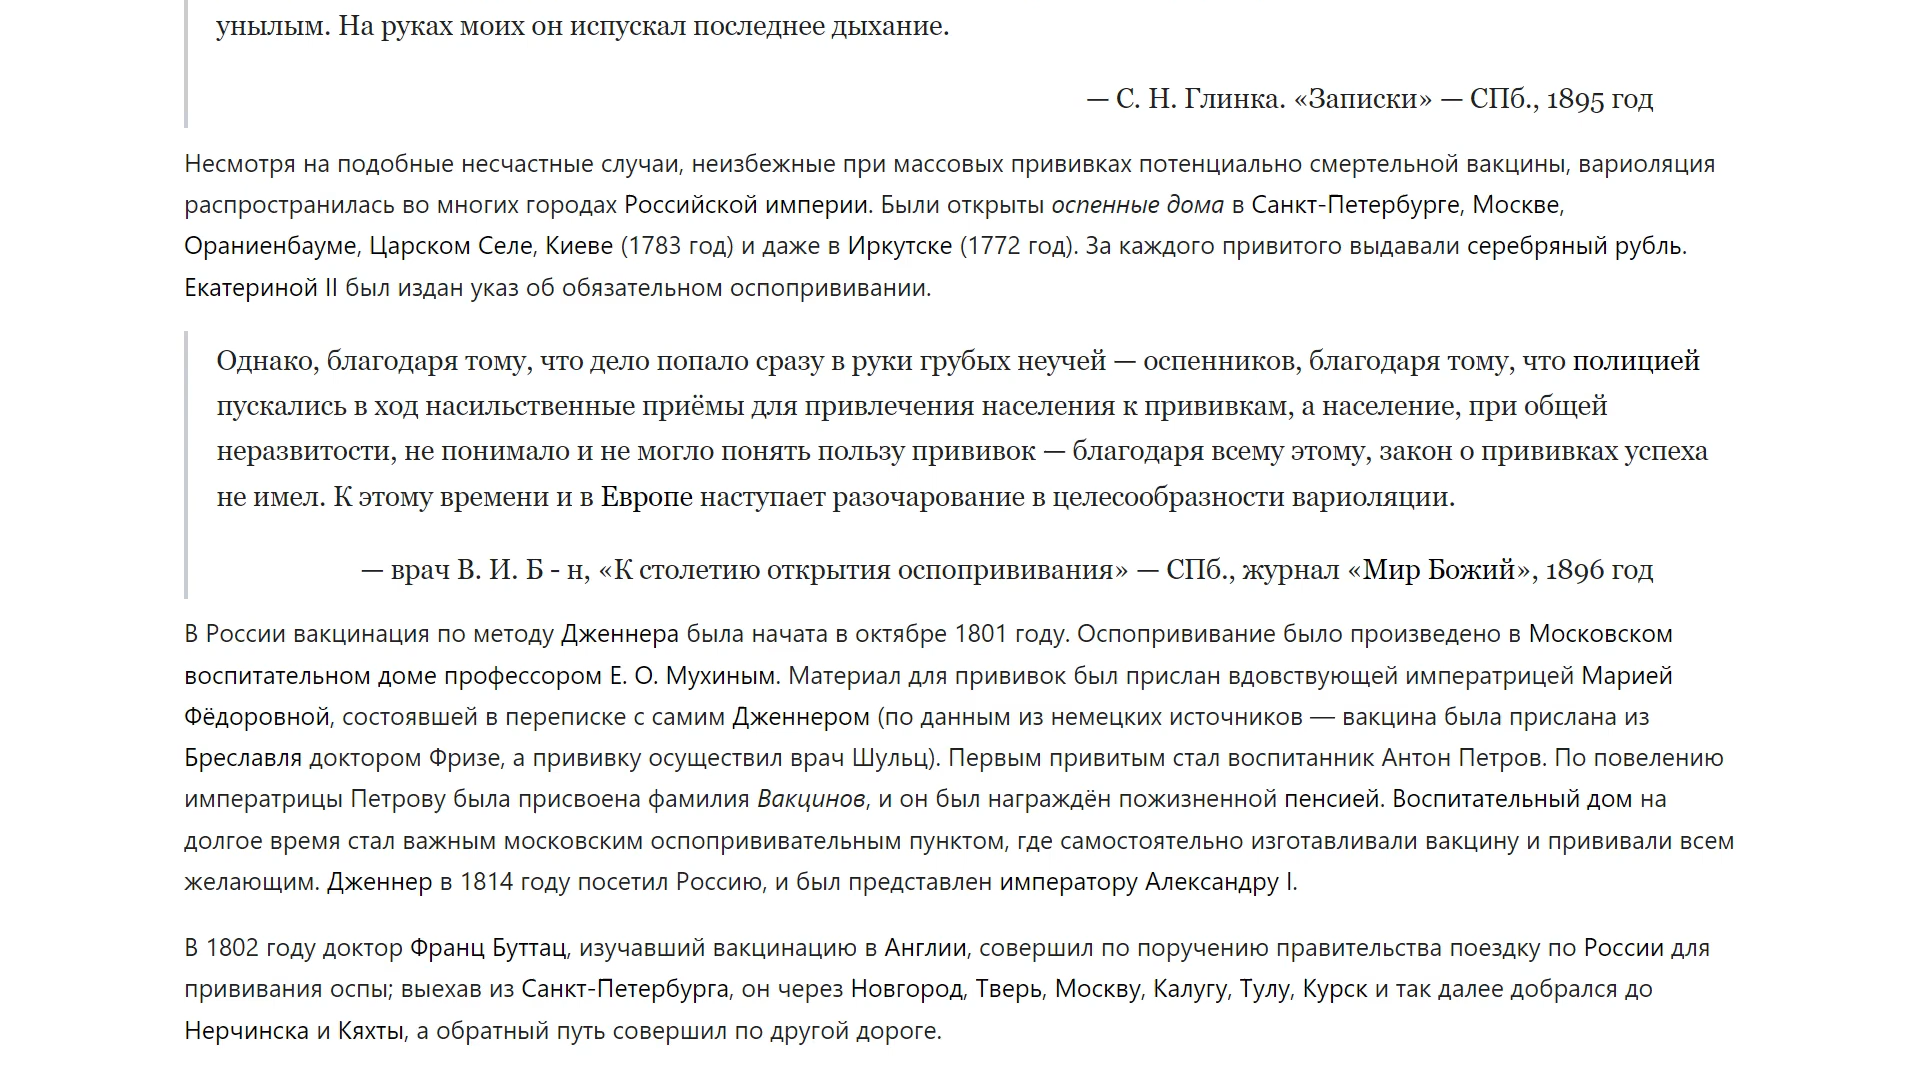 унылым. На руках моих он испускал последнее дыхание.
— С. Н. Глинка. «Записки» — СПб., 1895 год
Несмотря на подобные несчастные случаи, неизбежные при массовых прививках потенциально смертельной вакцины, вариоляция
распространилась во многих городах Российской империи. Были открыты оспенные дома в Санкт-Петербурге, Москве,
Ораниенбауме, Царском Селе, Киеве (1783 год) и даже в Иркутске (1772 год). За каждого привитого выдавали серебряный рубль.
Екатериной II был издан указ об обязательном оспопрививании.
Однако, благодаря тому, что дело попало сразу в руки грубых неучей — оспенников, благодаря тому, что полицией
пускались в ход насильственные приёмы для привлечения населения к прививкам, а население, при общей
неразвитости, не понимало и не могло понять пользу прививок — благодаря всему этому, закон о прививках успеха
не имел. К этому времени и в Европе наступает разочарование в целесообразности вариоляции.
— врач В. И. Б - н, «К столетию открытия оспопрививания» — СПб., журнал «Мир Божий», 1896 год
В России вакцинация по методу Дженнера была начата в октябре 1801 году. Оспопрививание было произведено в Московском
воспитательном доме профессором Е. О. Мухиным. Материал для прививок был прислан вдовствующей императрицей Марией
Фёдоровной, состоявшей в переписке с самим Дженнером (по данным из немецких источников — вакцина была прислана из
Бреславля доктором Фризе, а прививку осуществил врач Шульц). Первым привитым стал воспитанник Антон Петров. По повелению
императрицы Петрову была присвоена фамилия Вакцинов, и он был награждён пожизненной пенсией. Воспитательный дом на
долгое время стал важным московским оспопрививательным пунктом, где самостоятельно изготавливали вакцину и прививали всем
желающим. Дженнер в 1814 году посетил Россию, и был представлен императору Александру I.
В 1802 году доктор Франц Буттац, изучавший вакцинацию в Англии, совершил по поручению правительства поездку по России для
прививания оспы; выехав из Санкт-Петербурга, он через Новгород, Тверь, Москву, Калугу, Тулу, Курск и так далее добрался до
Нерчинска и Кяхты, а обратный путь совершил по другой дороге.